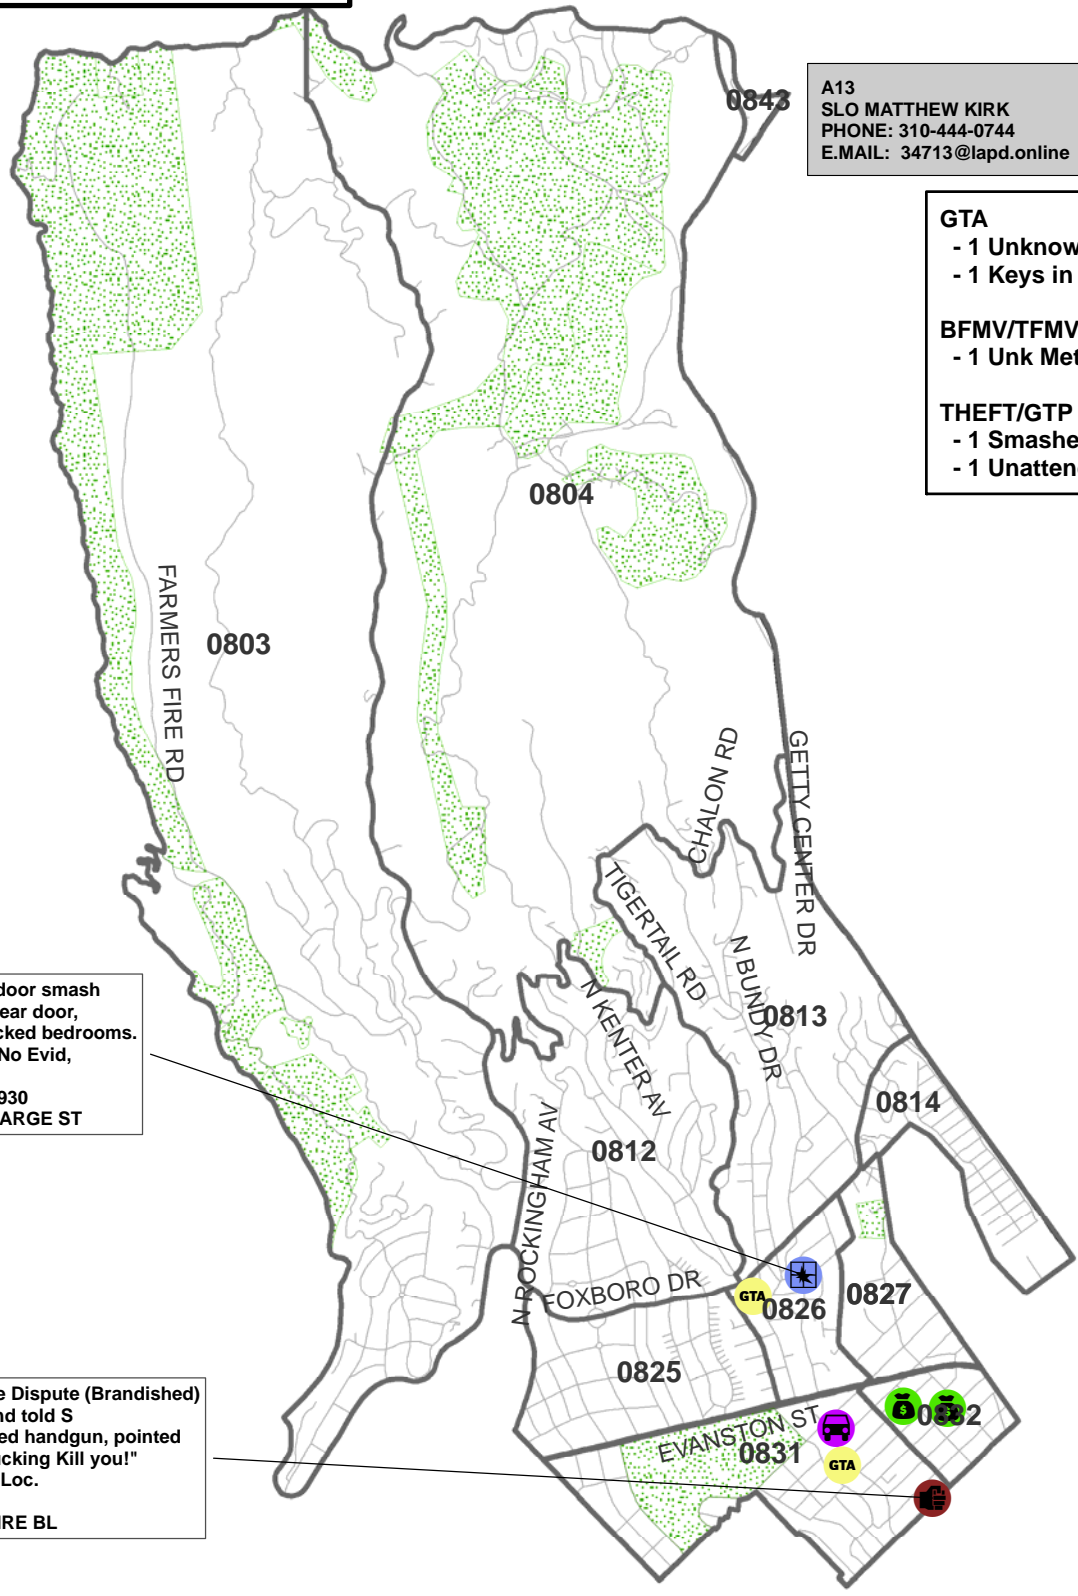 0843
A13
SLO MATTHEW KIRK
PHONE: 310-444-0744
E.MAIL: 34713@lapd.online
GTA
- 1 Unknow
- 1 Keys in
BFMV/TFMV
- 1 Unk Met
THEFT/GTP
- 1 Smashe
- 1 Unatten
0804
FARMERS FIRE RD
0803
CHALON RD
GETTY CENTER DR
TIGERTAIL RD
N BUNDY DR
N KENTER AV
0813
door smash
ear door,
cked bedrooms.
No Evid,
930
ARGE ST
0814
N ROCKINGHAM AV
0812
FOXBORO DR
GTA
0826
0827
0825
e Dispute (Brandished)
nd told S
ed handgun, pointed
ucking Kill you!"
Loc.
IRE BL
EVANSTON ST
0831
$
$
0832
GTA